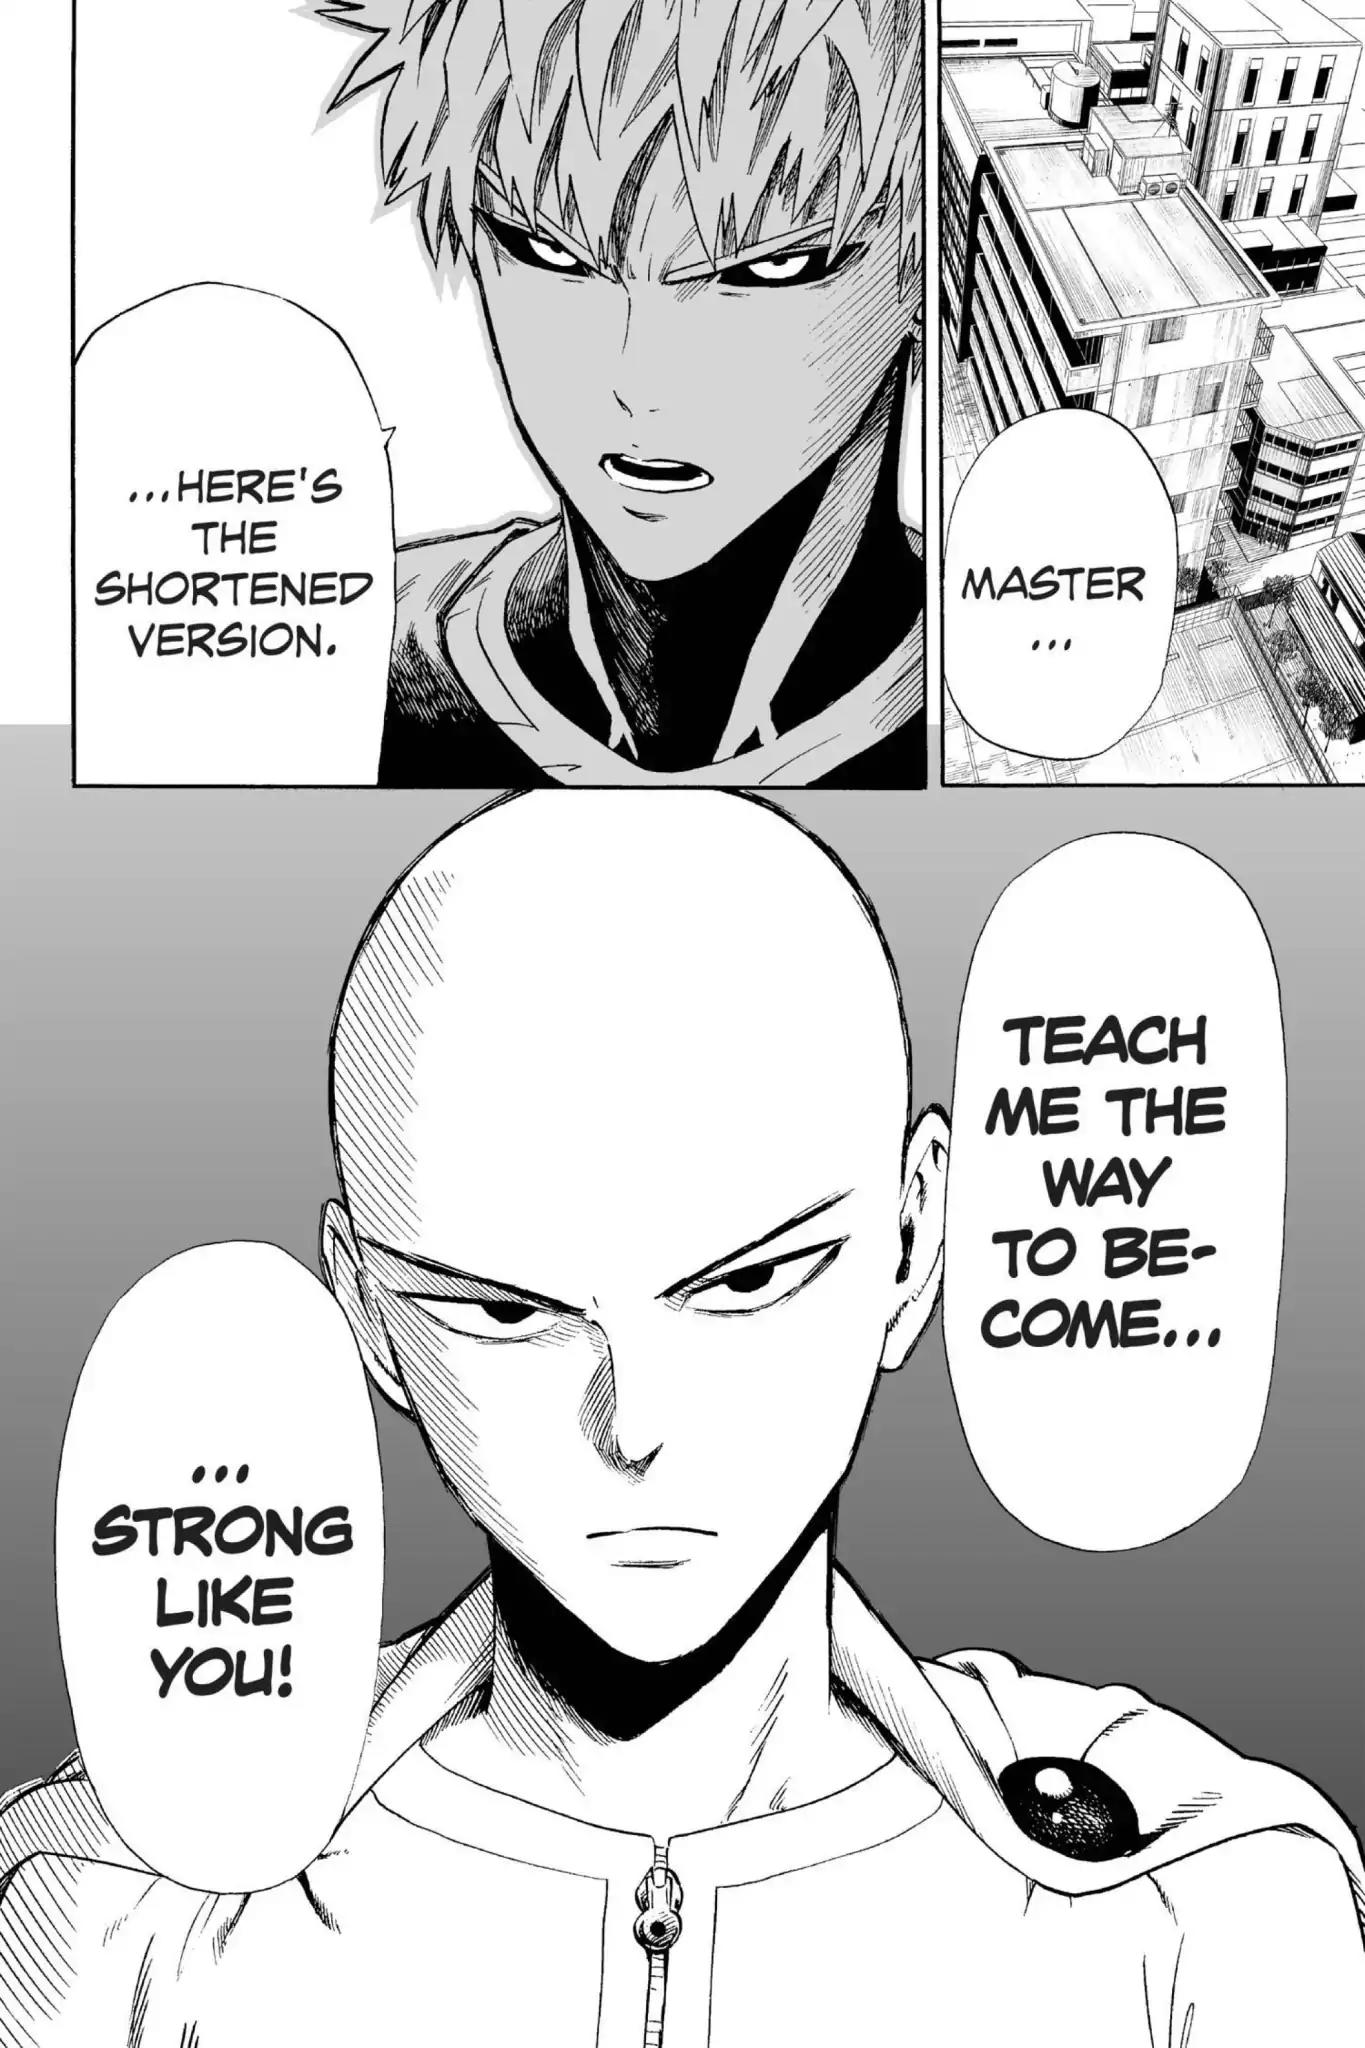 MASTER
...
...HERE'S
THE
SHORTENED
VERSION.
TEACH
ME THE
WAY
TO BE-
COME...
...
STRONG
LIKE
YOU!